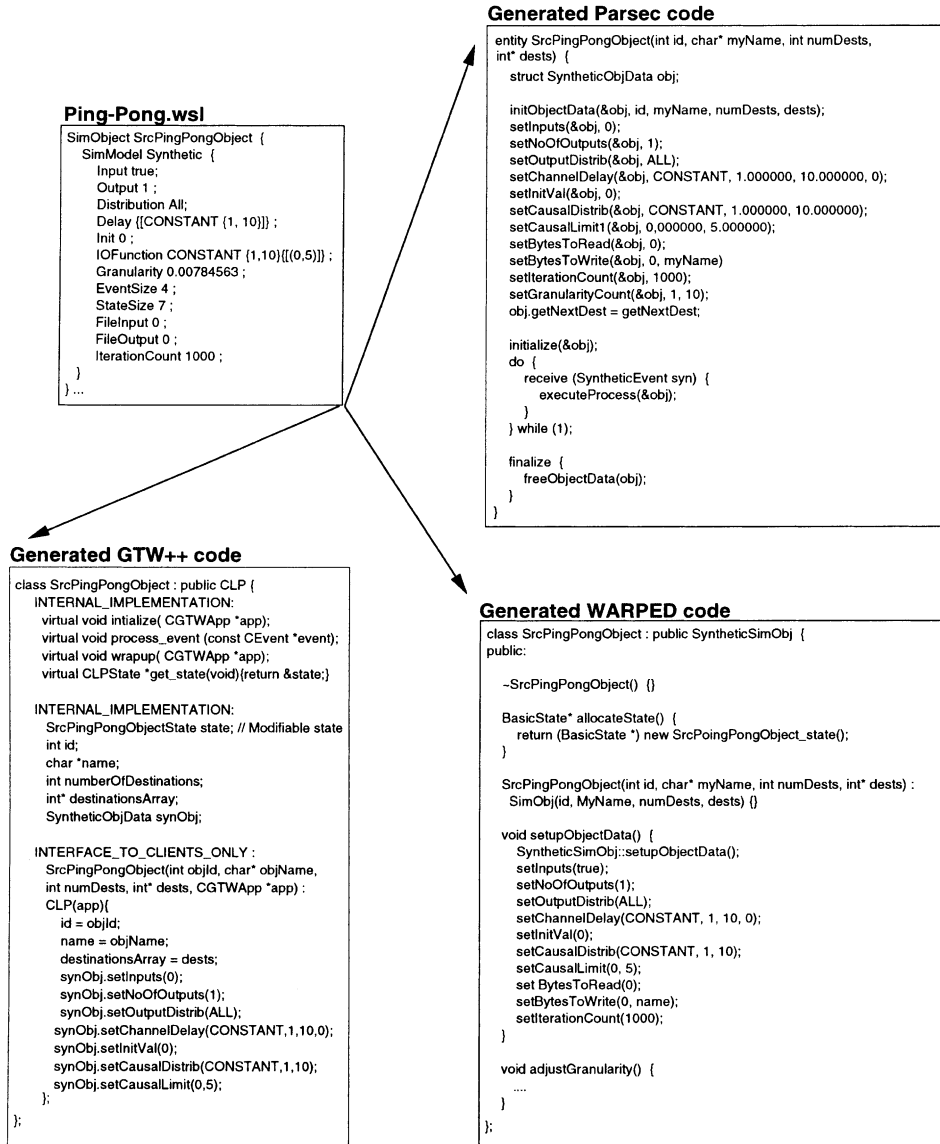 Generated Parsec code
entity SrcPingPongObject(int id, char* myName, int numDests,
int* dests)  {
struct SyntheticObjData obj;
initObjectData(&obj, id, myName, numDests, dests);
setInputs(&obj, 0);
setNoOfOutputs(&obj, 1);
setOutputDistrib(&obj, ALL);
setChannelDelay(&obj, CONSTANT, 1.000000, 10.000000, 0);
setInitVal(&obj, 0);
setCausalDistrib(&obj, CONSTANT, 1.000000, 10.000000);
setCausalLimit1(&obj, 0,000000, 5.000000);
setBytesToRead(&obj, 0);
setBytesToWrite(&obj, 0, myName)
setIterationCount(&obj, 1000);
setGranularityCount(&obj, 1, 10);
obj.getNextDest = getNextDest;
initialize(&obj);
do  {
receive (SyntheticEvent syn)  {
executeProcess(&obj);
}
} while (1);
finalize  {
freeObjectData(obj);
}
}
Ping-Pong.wsl
SimObject SrcPingPongObject  {
SimModel Synthetic  {
Input true;
Output 1 ;
Distribution All;
Delay {[CONSTANT {1, 10}]} ;
Init 0 ;
IOFunction CONSTANT {1,10}{[(0,5)]} ;
Granularity 0.00784563 ;
EventSize 4 ;
StateSize 7 ;
FileInput 0 ;
FileOutput 0 ;
IterationCount 1000 ;
}
} ...
Generated GTW++ code
class SrcPingPongObject : public CLP {
INTERNAL_IMPLEMENTATION:
virtual void intialize( CGTWApp *app);
virtual void process_event (const CEvent *event);
virtual void wrapup( CGTWApp *app);
virtual CLPState *get_state(void){return &state;}
INTERNAL_IMPLEMENTATION:
SrcPingPongObjectState state; // Modifiable state
int id;
char *name;
int numberOfDestinations;
int* destinationsArray;
SyntheticObjData synObj;
INTERFACE_TO_CLIENTS_ONLY :
SrcPingPongObject(int objId, char* objName,
int numDests, int* dests, CGTWApp *app) :
CLP(app){
id = objId;
name = objName;
destinationsArray = dests;
synObj.setInputs(0);
synObj.setNoOfOutputs(1);
synObj.setOutputDistrib(ALL);
synObj.setChannelDelay(CONSTANT,1,10,0);
synObj.setInitVal(0);
synObj.setCausalDistrib(CONSTANT,1,10);
synObj.setCausalLimit(0,5);
};
};
Generated WARPED code
class SrcPingPongObject : public SyntheticSimObj  {
public:
~SrcPingPongObject()  {}
BasicState* allocateState()  {
return (BasicState *) new SrcPoingPongObject_state();
}
SrcPingPongObject(int id, char* myName, int numDests, int* dests) :
SimObj(id, MyName, numDests, dests) {}
void setupObjectData()  {
SyntheticSimObj::setupObjectData();
setInputs(true);
setNoOfOutputs(1);
setOutputDistrib(ALL);
setChannelDelay(CONSTANT, 1, 10, 0);
setInitVal(0);
setCausalDistrib(CONSTANT, 1, 10);
setCausalLimit(0, 5);
set BytesToRead(0);
setBytesToWrite(0, name);
setIterationCount(1000);
}
void adjustGranularity()  {
....
}
};